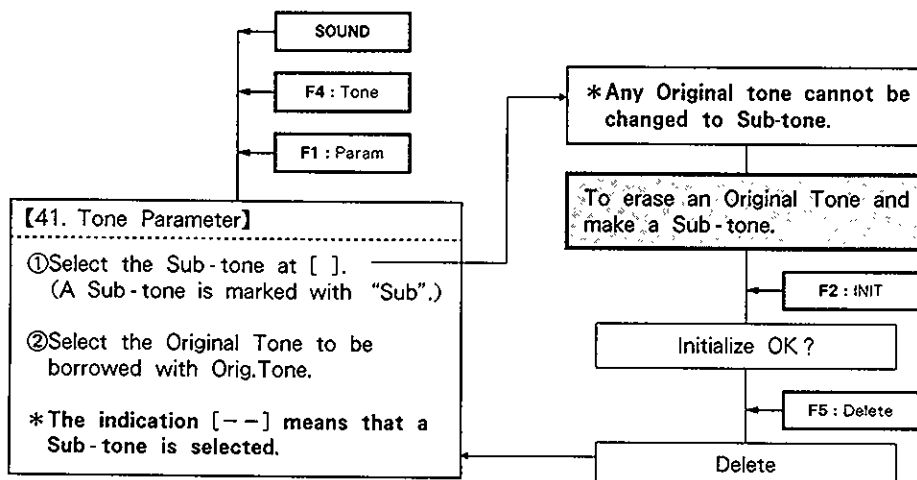 SOUND
F4 : Tone
F1 : Param
【41. Tone Parameter】
①Select the Sub-tone at [ ].
(A Sub-tone is marked with “Sub”.)
②Select the Original Tone to be
borrowed with Orig.Tone.
*The indication [−−] means that a
Sub-tone is selected.
*Any Original tone cannot be
changed to Sub-tone.
To erase an Original Tone and
make a Sub-tone.
F2 : INIT
Initialize OK?
F5 : Delete
Delete